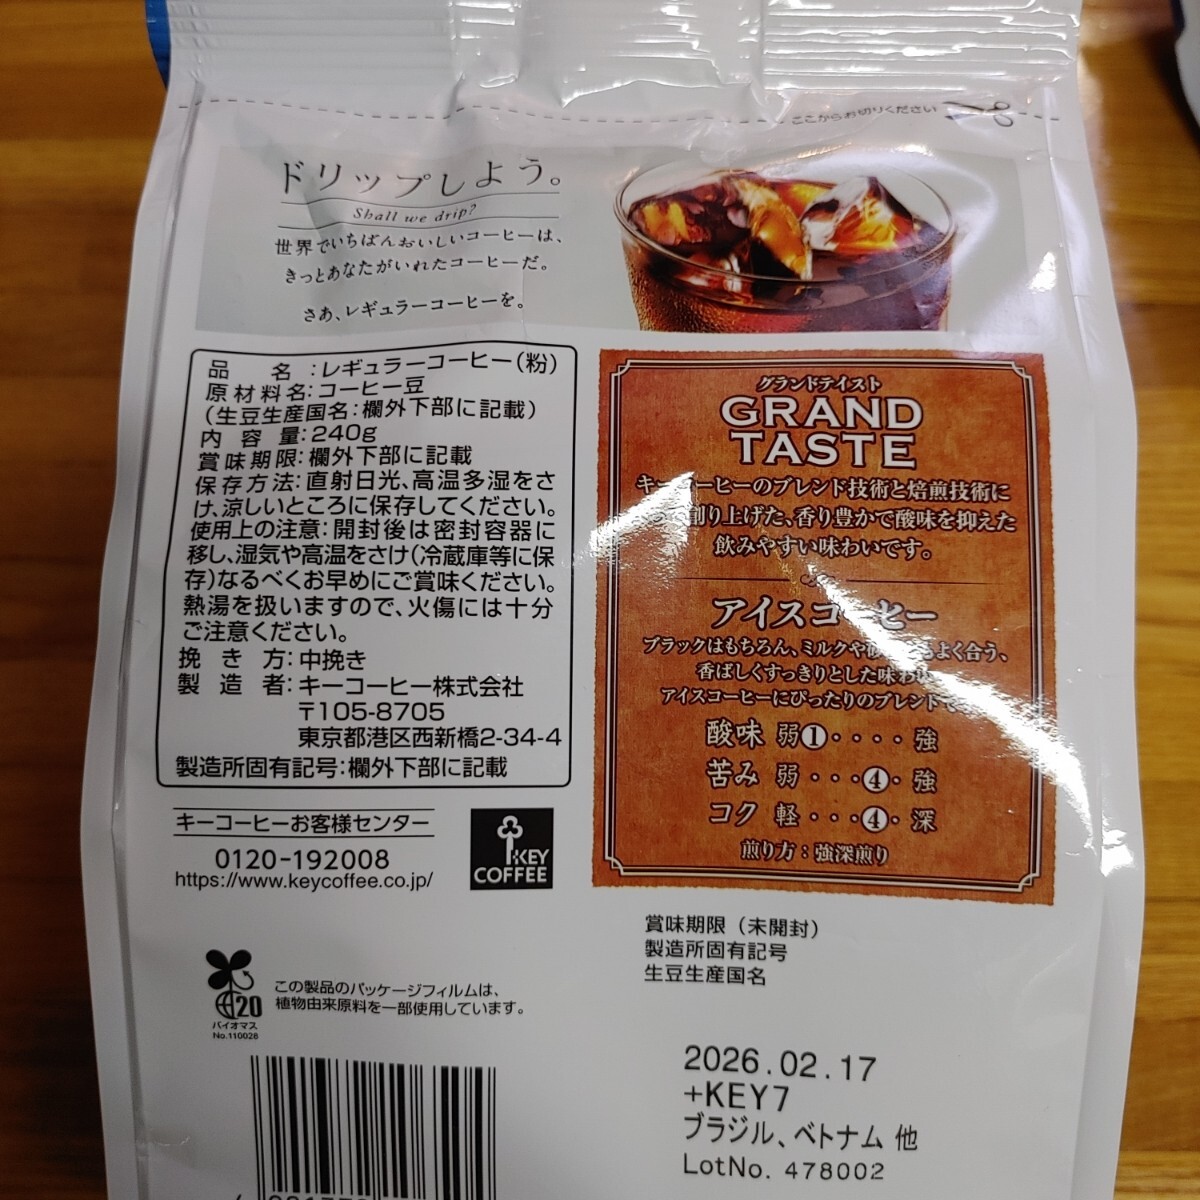 ここからお切りください
ドリップしよう。
Shall we drip?
世界でいちばんおいしいコーヒーは、
きっとあなたがいれたコーヒーだ。
さあ、レギュラーコーヒーを。
品名:レギュラーコーヒー(粉)
原材料名:コーヒー豆
(生豆生産国名:欄外下部に記載)
内容量:240g
賞味期限:欄外下部に記載
保存方法:直射日光、高温多湿をさ
け、涼しいところに保存してください。
使用上の注意:開封後は密封容器に
移し、湿気や高温をさけ(冷蔵庫等に保
存)なるべくお早めにご賞味ください。
熱湯を扱いますので、火傷には十分
ご注意ください。
挽き方:中挽き
製造者:キーコーヒー株式会社
〒105-8705
東京都港区西新橋2-34-4
製造所固有記号:欄外下部に記載
キーコーヒーお客様センター
0120-192008
https://www.keycoffee.co.jp/
KEY
COFFEE
グランドテイスト
GRAND
TASTE
キーコーヒーのブレンド技術と焙煎技術に
創り上げた、香り豊かで酸味を抑えた
飲みやすい味わいです。
アイスコーヒー
ブラックはもちろん、ミルクや もよく合う、
香ばしくすっきりとした味わ
アイスコーヒーにぴったりのブレンド
酸味 弱①・・・・強
苦み 弱・・・④・強
コク 軽・・・④・深
煎り方:強深煎り
20
バイオマス
No.110028
この製品のパッケージフィルムは、
植物由来原料を一部使用しています。
賞味期限(未開封)
製造所固有記号
生豆生産国名
2026.02.17
+KEY7
ブラジル、ベトナム 他
LotNo. 478002